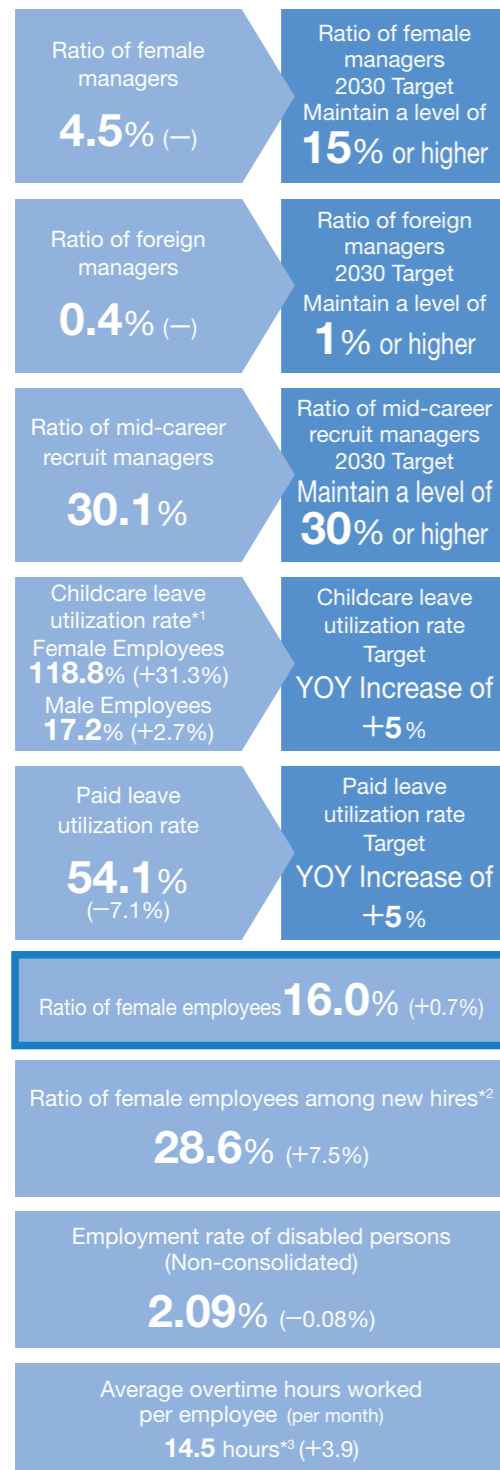 Ratio of female
managers
4.5% (—)
Ratio of female
managers
2030 Target
Maintain a level of
15% or higher
Ratio of foreign
managers
0.4% (—)
Ratio of foreign
managers
2030 Target
Maintain a level of
1% or higher
Ratio of mid-career
recruit managers
30.1%
Ratio of mid-career
recruit managers
2030 Target
Maintain a level of
30% or higher
Childcare leave
utilization rate*1
Female Employees
118.8% (+31.3%)
Male Employees
17.2% (+2.7%)
Childcare leave
utilization rate
Target
YOY Increase of
+5%
Paid leave
utilization rate
54.1%
(−7.1%)
Paid leave
utilization rate
Target
YOY Increase of
+5%
Ratio of female employees 16.0% (+0.7%)
Ratio of female employees among new hires*2
28.6% (+7.5%)
Employment rate of disabled persons
(Non-consolidated)
2.09% (−0.08%)
Average overtime hours worked
per employee (per month)
14.5 hours*3 (+3.9)